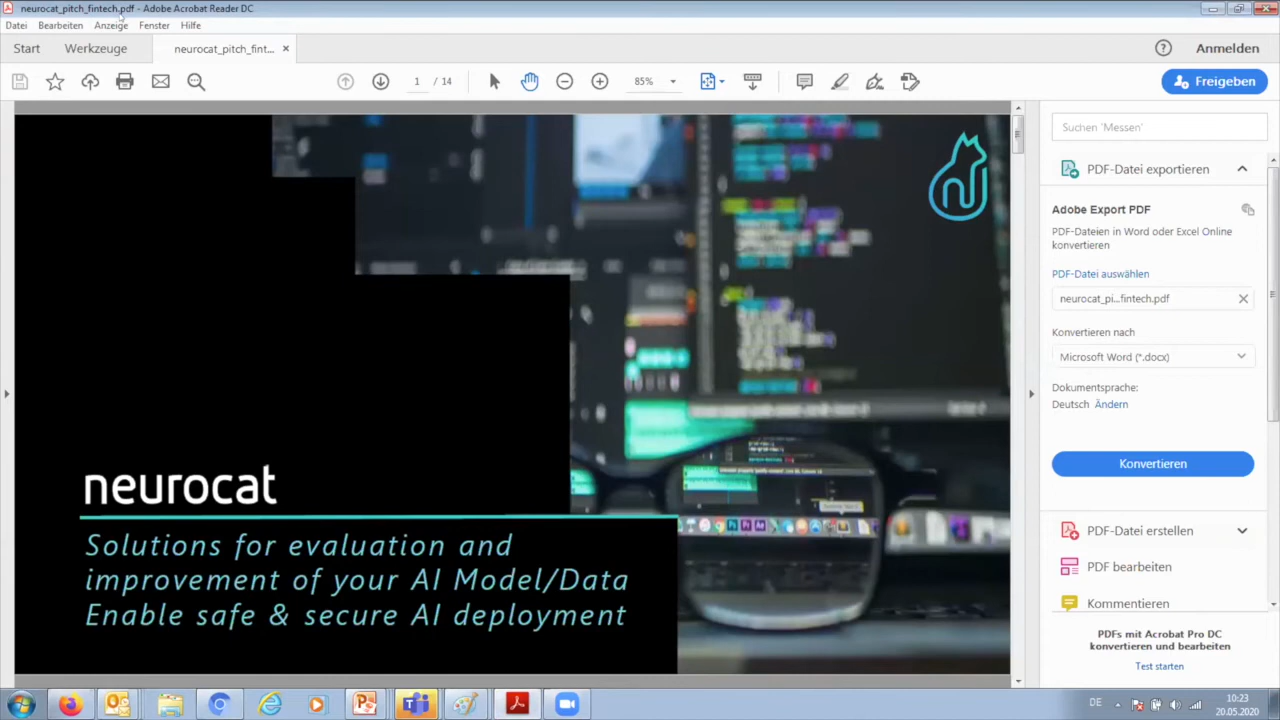 neurocat_pitch_fintech.pdf - Adobe Acrobat Reader DC
Datei Bearbeiten Anzeige Fenster Hilfe
Start Werkzeuge neurocat_pitch_fint... Anmelden
1 / 14 85% Freigeben
Suchen 'Messen'
PDF-Datei exportieren
Adobe Export PDF
PDF-Dateien in Word oder Excel Online
konvertieren
PDF-Datei auswählen
neurocat_pi...fintech.pdf
Konvertieren nach
Microsoft Word (*.docx)
Dokumentsprache:
Deutsch Ändern
Konvertieren
PDF-Datei erstellen
PDF bearbeiten
Kommentieren
PDFs mit Acrobat Pro DC
konvertieren und bearbeiten
Test starten
neurocat
Solutions for evaluation and
improvement of your AI Model/Data
Enable safe & secure AI deployment
DE
10:23
20.05.2020